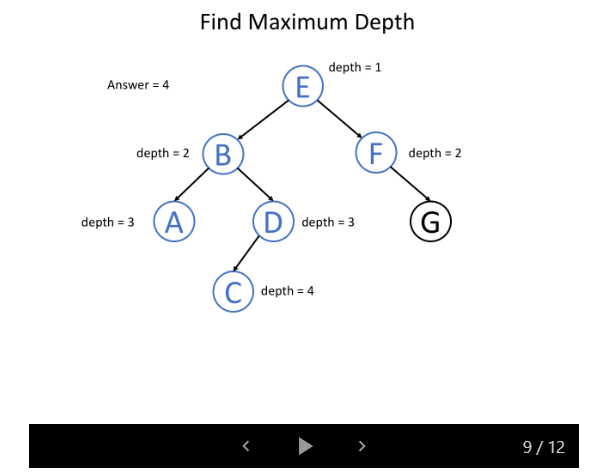 Find Maximum Depth
depth = 1
Answer = 4
E
depth = 2
B
F
depth = 2
depth = 3
A
D
depth = 3
G
C
depth = 4
9 / 12